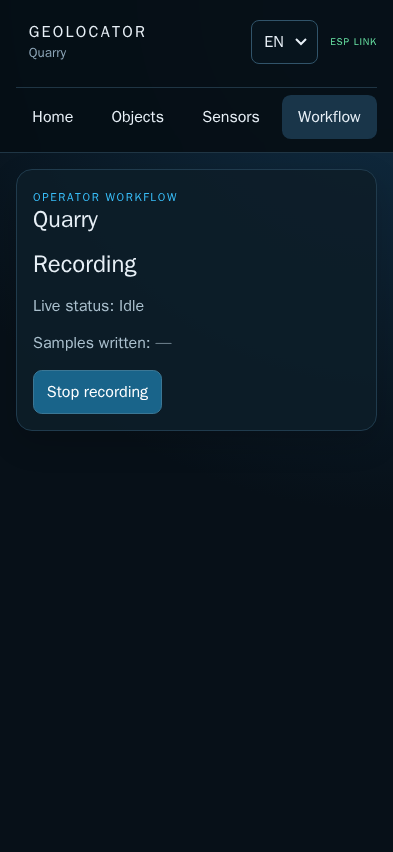 GEOLOCATOR
Quarry
EN
ESP LINK
Home Objects Sensors Workflow
OPERATOR WORKFLOW
Quarry
Recording
Live status: Idle
Samples written: —
Stop recording